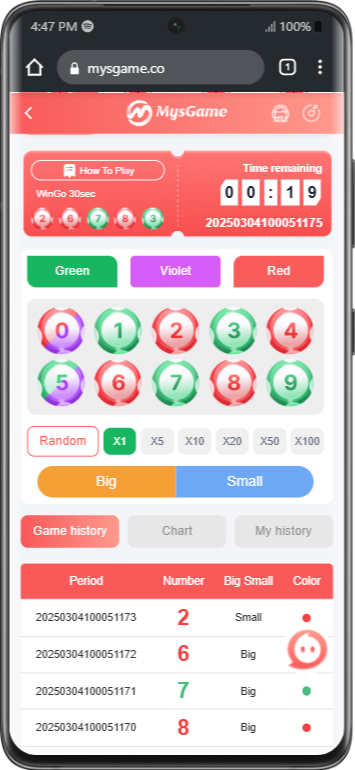 4:47 PM 100%
mysgame.co 1
MysGame
How To Play
Time remaining
WinGo 30sec
0 0 : 1 9
2 6 7 8 3
20250304100051175
Green Violet Red
0 1 2 3 4
5 6 7 8 9
Random X1 X5 X10 X20 X50 X100
Big Small
Game history Chart My history
Period Number Big Small Color
20250304100051173 2 Small
20250304100051172 6 Big
20250304100051171 7 Big
20250304100051170 8 Big